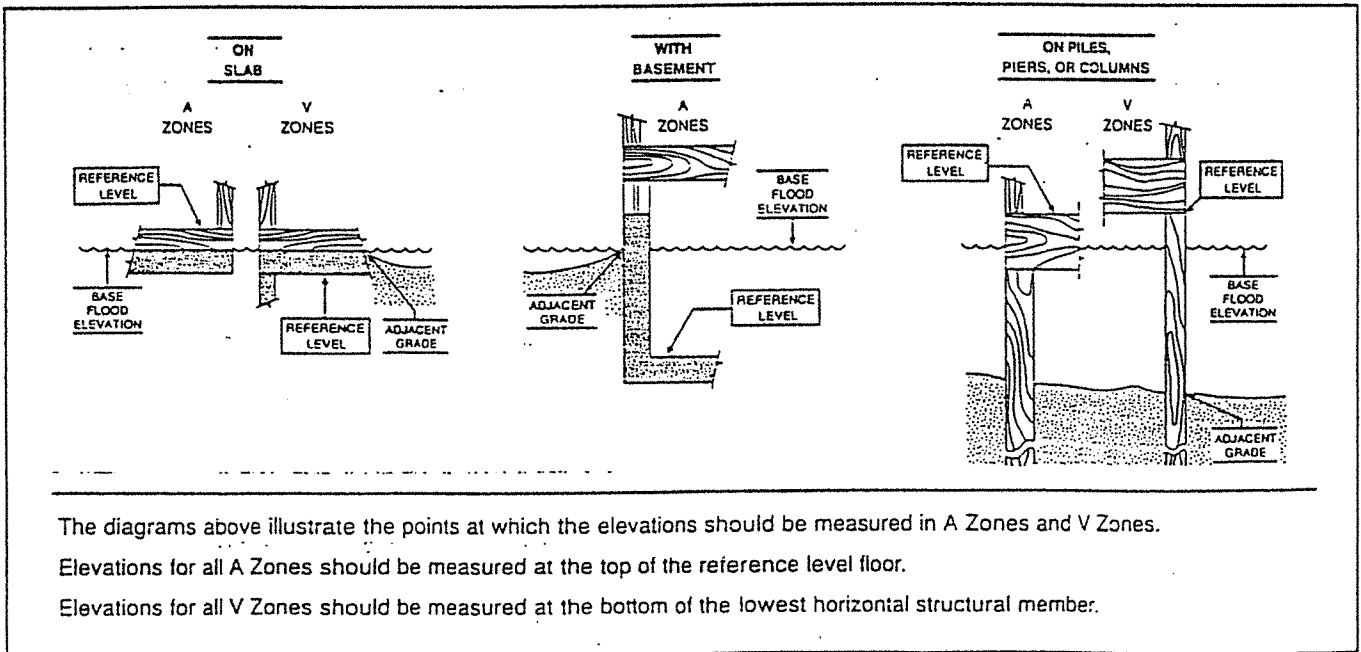 ON
SLAB
A
ZONES
V
ZONES
REFERENCE
LEVEL
BASE
FLOOD
ELEVATION
REFERENCE
LEVEL
ADJACENT
GRADE
WITH
BASEMENT
A
ZONES
BASE
FLOOD
ELEVATION
ADJACENT
GRADE
REFERENCE
LEVEL
ON PILES,
PIERS, OR COLUMNS
A
ZONES
V
ZONES
REFERENCE
LEVEL
REFERENCE
LEVEL
BASE
FLOOD
ELEVATION
ADJACENT
GRADE
The diagrams above illustrate the points at which the elevations should be measured in A Zones and V Zones.
Elevations for all A Zones should be measured at the top of the reference level floor.
Elevations for all V Zones should be measured at the bottom of the lowest horizontal structural member.